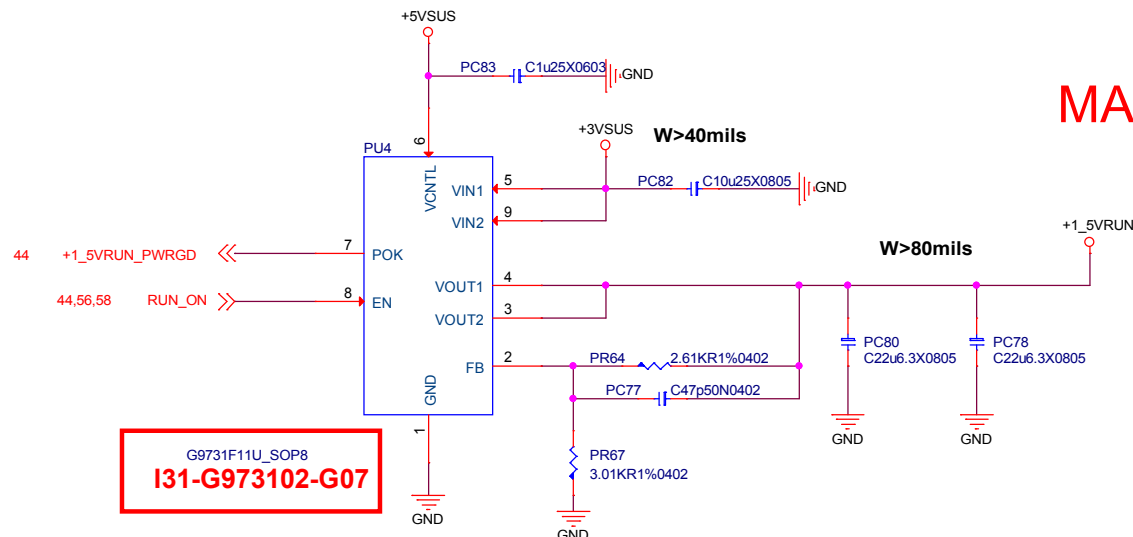 +5VSUS
PC83 C1u25X0603
GND
MA
+3VSUS
W>40mils
6
PU4
VCNTL
VIN1 5
PC82 C10u25X0805
GND
VIN2 9
+1_5VRUN
44 +1_5VRUN_PWRGD 7 POK
W>80mils
44,56,58 RUN_ON 8 EN
VOUT1 4
VOUT2 3
PC80
C22u6.3X0805
PC78
C22u6.3X0805
FB 2
PR64 2.61KR1%0402
PC77 C47p50N0402
GND
1
GND
GND
G9731F11U_SOP8
I31-G973102-G07
PR67
3.01KR1%0402
GND
GND